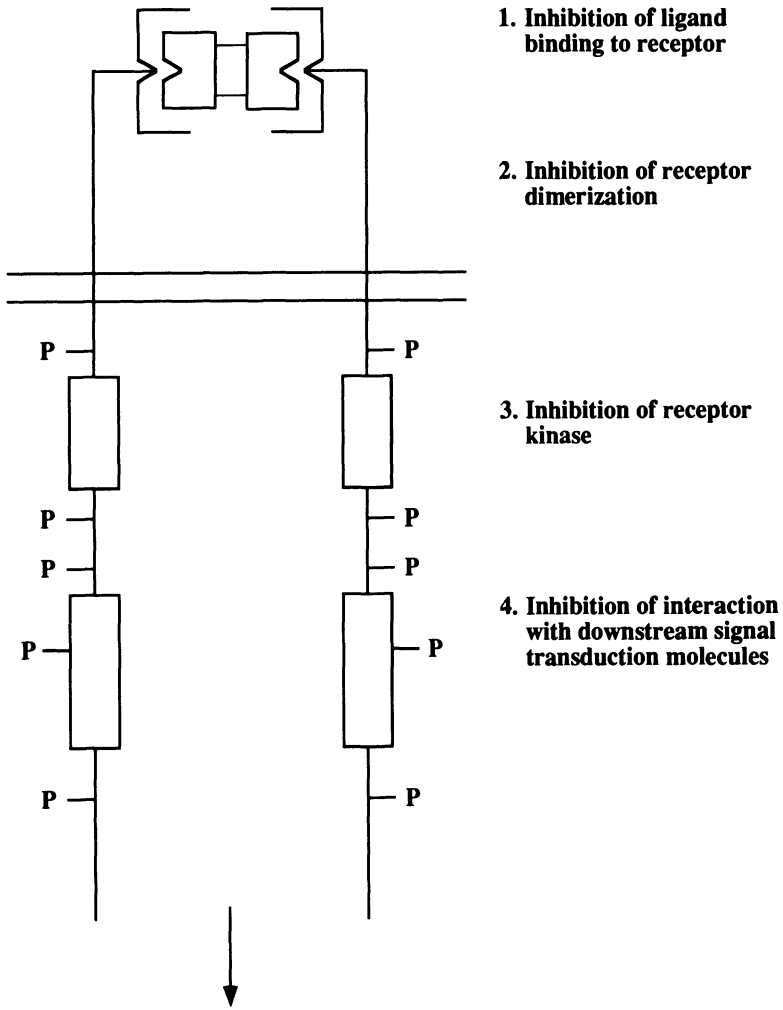 1. Inhibition of ligand
binding to receptor
2. Inhibition of receptor
dimerization
P P
3. Inhibition of receptor
kinase
P P
P P
4. Inhibition of interaction
with downstream signal
transduction molecules
P P
P P